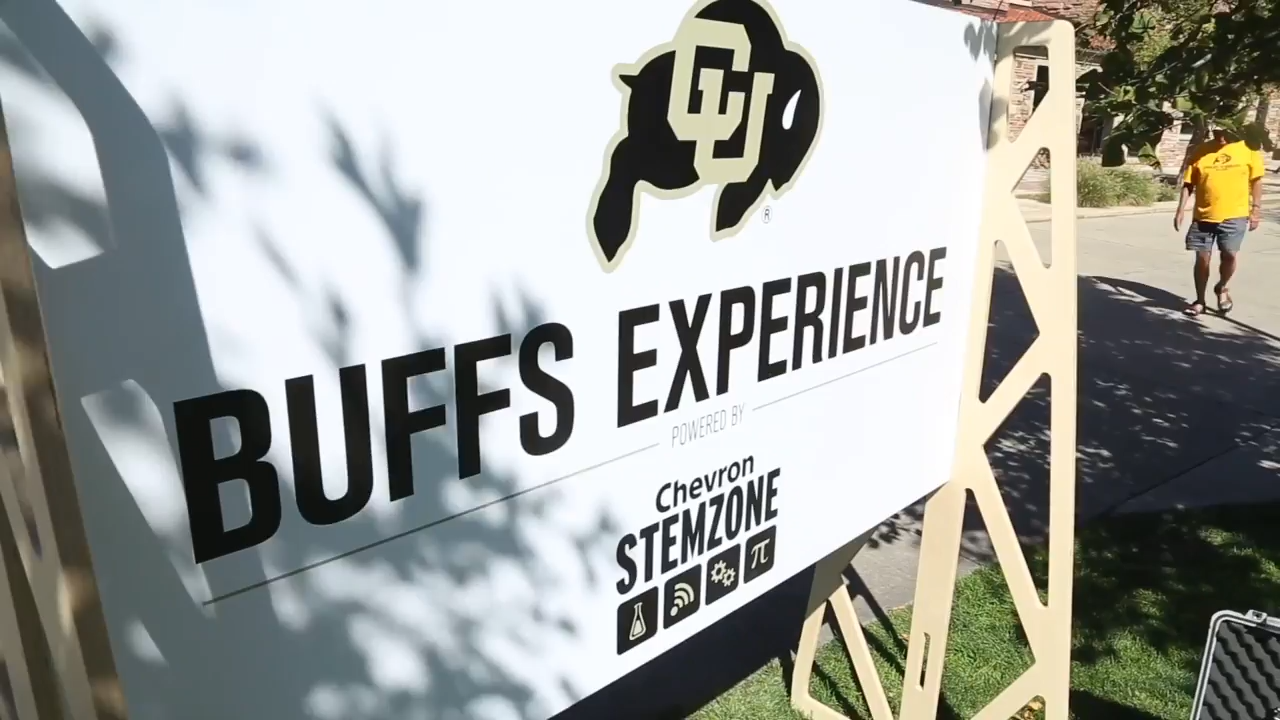 CU
®
BUFFS EXPERIENCE
POWERED BY
Chevron
STEMZONE
π